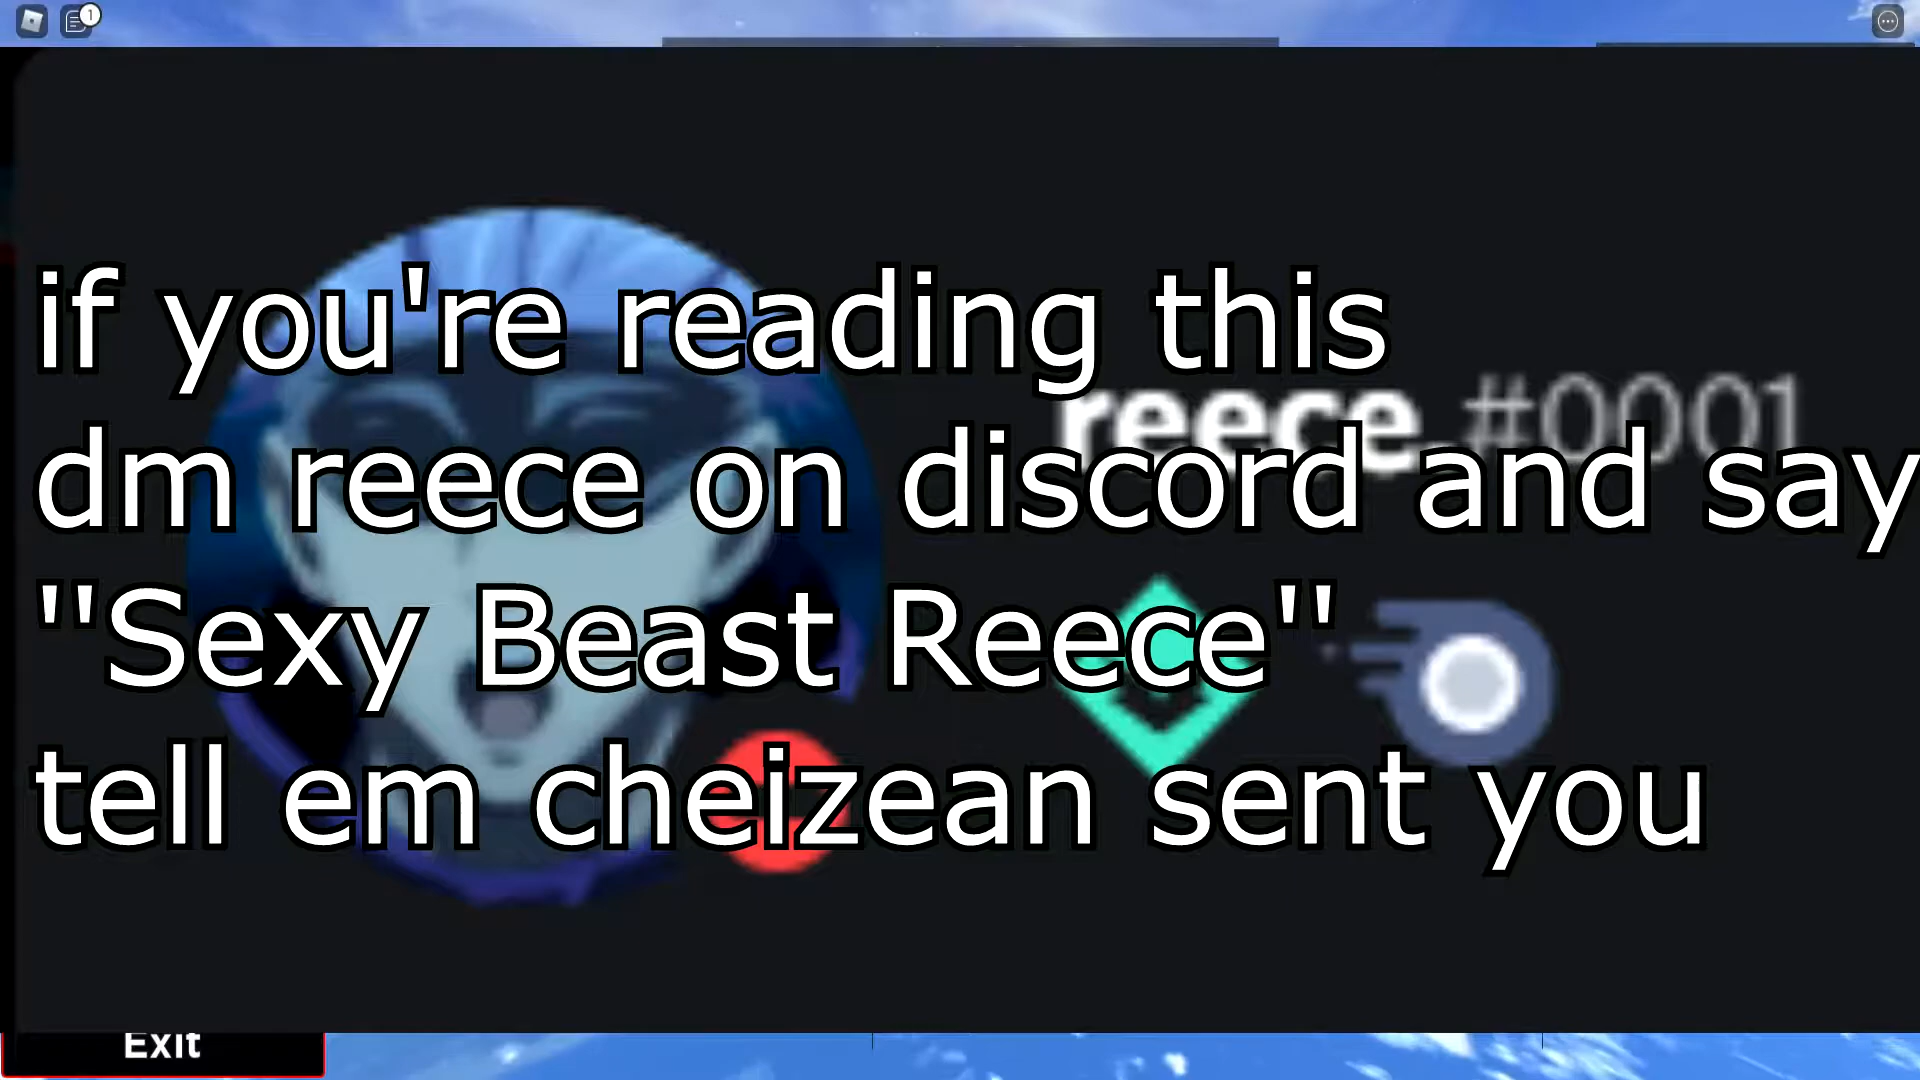 1
if you're reading this
reece #0001
dm reece on discord and say
"Sexy Beast Reece"
tell em cheizean sent you
Exit